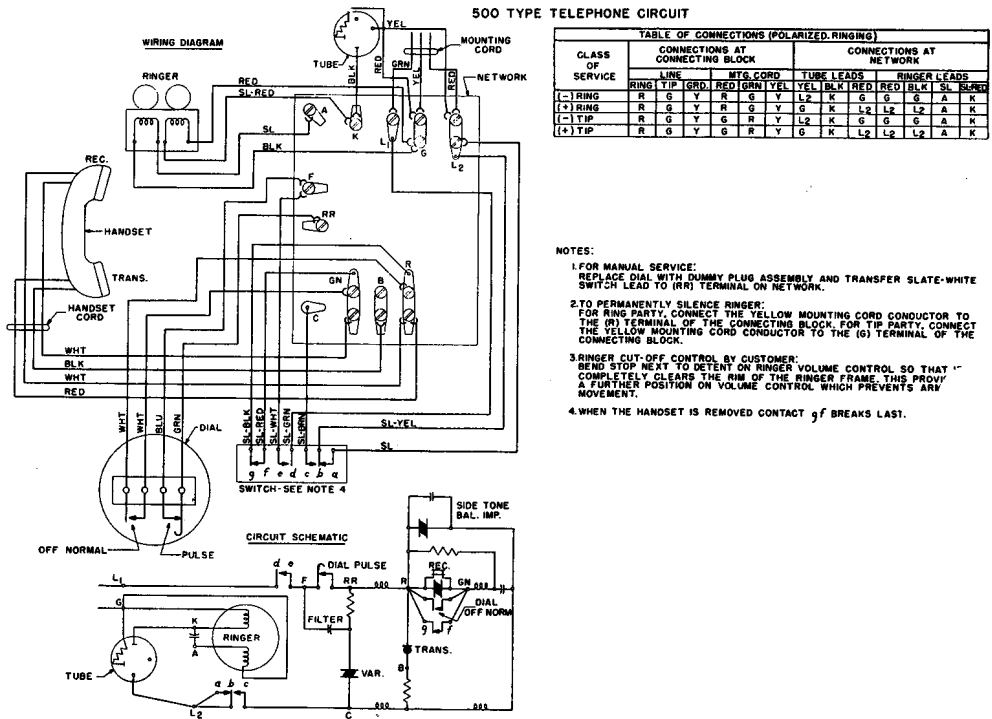 500 TYPE TELEPHONE CIRCUIT
WIRING DIAGRAM
TUBE
YEL
MOUNTING
CORD
GRN
BLK
RED
YEL
RED
NETWORK
RINGER
RED
SL-RED
SL
BLK
A
K
L1
G
L2
REC.
HANDSET
TRANS.
HANDSET
CORD
F
RR
GN
B
R
C
WHT
BLK
WHT
RED
WHT
WHT
BLU
GRN
DIAL
SL-BLK
SL-RED
SL-WHT
SL-GRN
SL-BRN
SL-YEL
SL
g f e d c b a
SWITCH-SEE NOTE 4
OFF NORMAL
PULSE
TABLE OF CONNECTIONS (POLARIZED RINGING)
CLASS OF SERVICE
CONNECTIONS AT CONNECTING BLOCK
CONNECTIONS AT NETWORK
LINE MTG. CORD TUBE LEADS RINGER LEADS
RING TIP GRD. RED GRN YEL YEL BLK RED RED BLK SL SL-RED
(-) RING R G Y R G Y L2 K G G G A K
(+) RING R G Y R G Y G K L2 L2 L2 A K
(-) TIP R G Y G R Y L2 K G G G A K
(+) TIP R G Y G R Y G K L2 L2 L2 A K
NOTES:
1. FOR MANUAL SERVICE:
REPLACE DIAL WITH DUMMY PLUG ASSEMBLY AND TRANSFER SLATE-WHITE
SWITCH LEAD TO (RR) TERMINAL ON NETWORK.
2. TO PERMANENTLY SILENCE RINGER:
FOR RING PARTY, CONNECT THE YELLOW MOUNTING CORD CONDUCTOR TO
THE (R) TERMINAL OF THE CONNECTING BLOCK. FOR TIP PARTY, CONNECT
THE YELLOW MOUNTING CORD CONDUCTOR TO THE (G) TERMINAL OF THE
CONNECTING BLOCK.
3. RINGER CUT-OFF CONTROL BY CUSTOMER:
BEND STOP NEXT TO DETENT ON RINGER VOLUME CONTROL SO THAT
COMPLETELY CLEARS THE RIM OF THE RINGER FRAME. THIS PROVI
A FURTHER POSITION ON VOLUME CONTROL WHICH PREVENTS
MOVEMENT.
4. WHEN THE HANDSET IS REMOVED CONTACT gf BREAKS LAST.
CIRCUIT SCHEMATIC
SIDE TONE
BAL. IMP.
L1
d e
F
DIAL PULSE
RR
R
REC.
GN
G
K
A
RINGER
FILTER
g f
DIAL
OFF NORM
TRANS.
B
TUBE
VAR.
a b c
L2
C